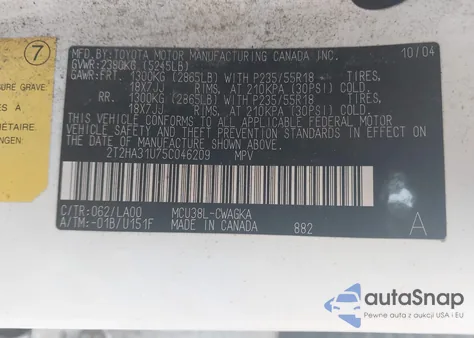 7
URE GRAVE.
IÉTAIRE.
TUNGEN!
MFD. BY: TOYOTA MOTOR MANUFACTURING CANADA INC. 10/04
GVWR: 2380KG (5245LB)
GAWR: FRT. 1300KG (2865LB) WITH P235/55R18 TIRES,
18X7JJ RIMS, AT 210KPA (30PSI) COLD
RR. 1300KG (2865LB) WITH P235/55R18 TIRES,
18X7JJ RIMS, AT 210KPA (30PSI) COLD
THIS VEHICLE CONFORMS TO ALL APPLICABLE FEDERAL MOTOR
VEHICLE SAFETY AND THEFT PREVENTION STANDARDS IN EFFECT
ON THE DATE OF MANUFACTURE SHOWN ABOVE.
2T2HA31U75C046209 MPV
C/TR: 062/LA00 MCU38L-CWAGKA
A/TM: -01B/U151F MADE IN CANADA 882 A
autaSnap
Pewne auta z USA i EU